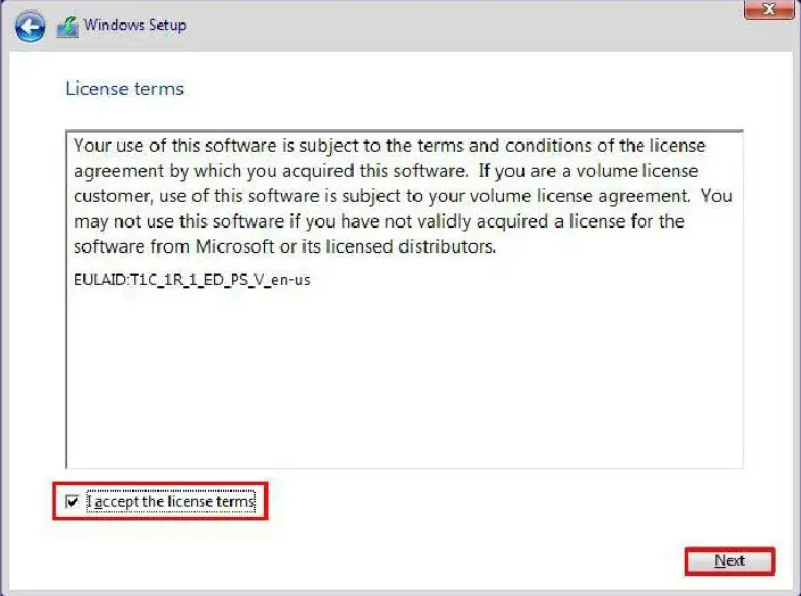 Windows Setup
X
License terms
Your use of this software is subject to the terms and conditions of the license
agreement by which you acquired this software.  If you are a volume license
customer, use of this software is subject to your volume license agreement.  You
may not use this software if you have not validly acquired a license for the
software from Microsoft or its licensed distributors.
EULAID:T1C_1R_1_ED_PS_V_en-us
I accept the license terms
Next